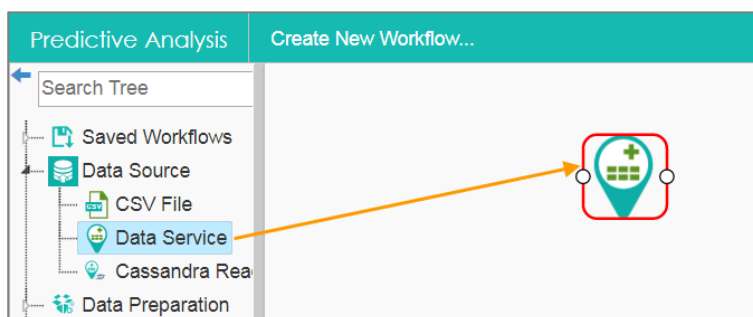 Predictive Analysis
Create New Workflow...
Search Tree
Saved Workflows
Data Source
CSV File
Data Service
Cassandra Rea
Data Preparation